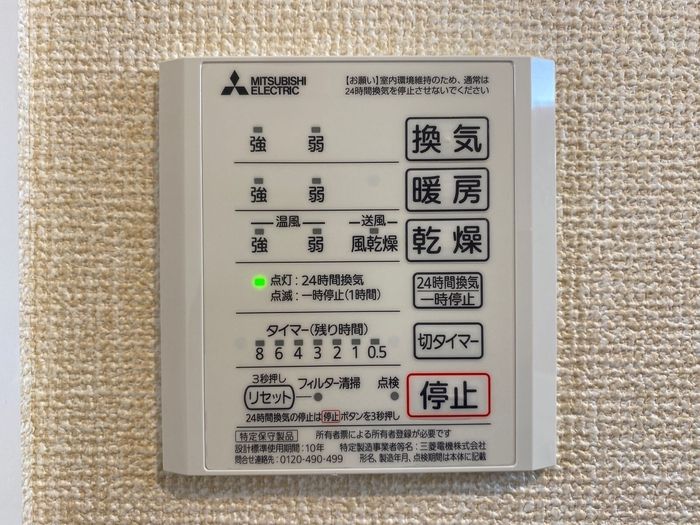 MITSUBISHI
ELECTRIC
【お願い】室内環境維持のため、通常は
24時間換気を停止させないでください
強 弱 換気
強 弱 暖房
温風 送風
強 弱 風乾燥 乾燥
点灯：24時間換気
点滅：一時停止(1時間)
24時間換気
一時停止
タイマー(残り時間)
8 6 4 3 2 1 0.5
切タイマー
3秒押し
リセット フィルター清掃 点検
停止
24時間換気の停止は停止ボタンを3秒押し
特定保守製品 所有者票による所有者登録が必要です
設計標準使用期間：10年 特定製造事業者等名：三菱電機株式会社
問合せ連絡先：0120-490-499 形名、製造年月、点検期間は本体に記載